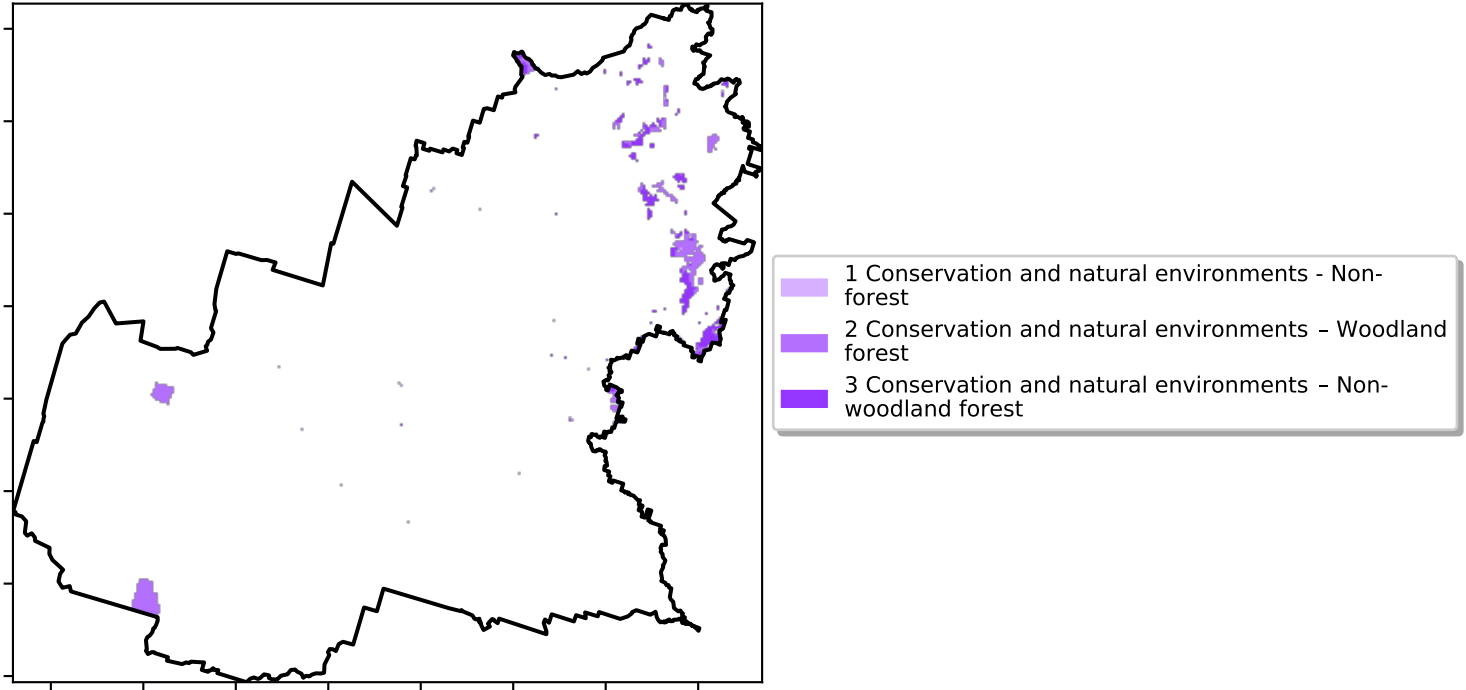 1 Conservation and natural environments - Non-
forest
2 Conservation and natural environments – Woodland
forest
3 Conservation and natural environments – Non-
woodland forest